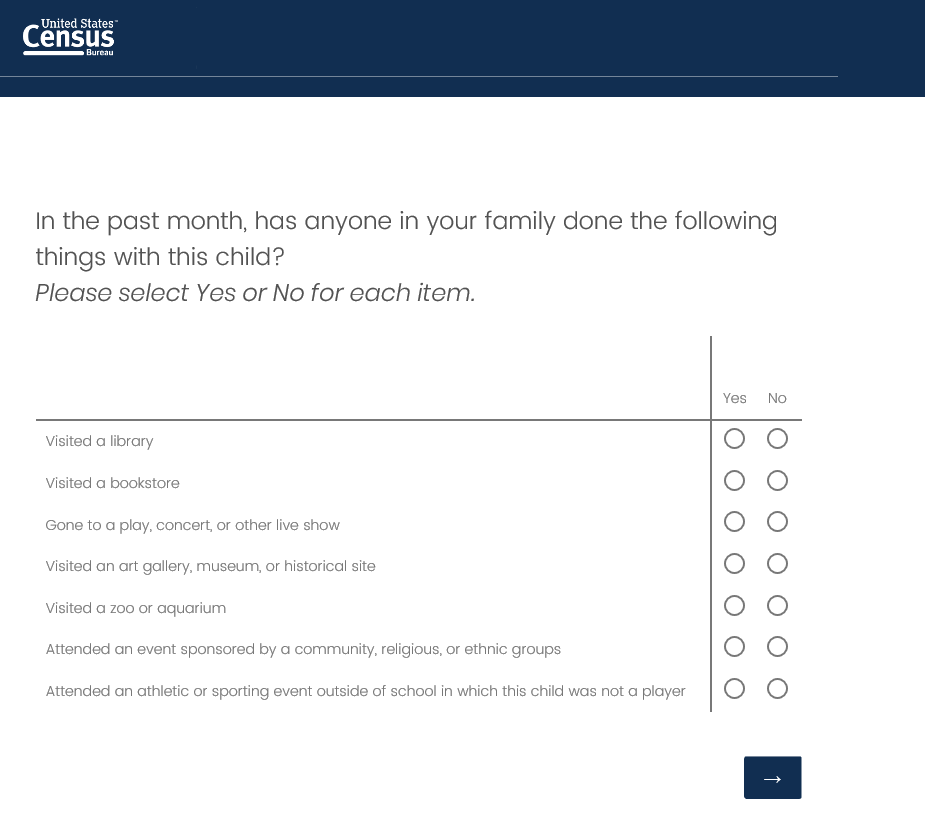 United States™
Census
Bureau
In the past month, has anyone in your family done the following
things with this child?
Please select Yes or No for each item.
Yes No
Visited a library
Visited a bookstore
Gone to a play, concert, or other live show
Visited an art gallery, museum, or historical site
Visited a zoo or aquarium
Attended an event sponsored by a community, religious, or ethnic groups
Attended an athletic or sporting event outside of school in which this child was not a player
→